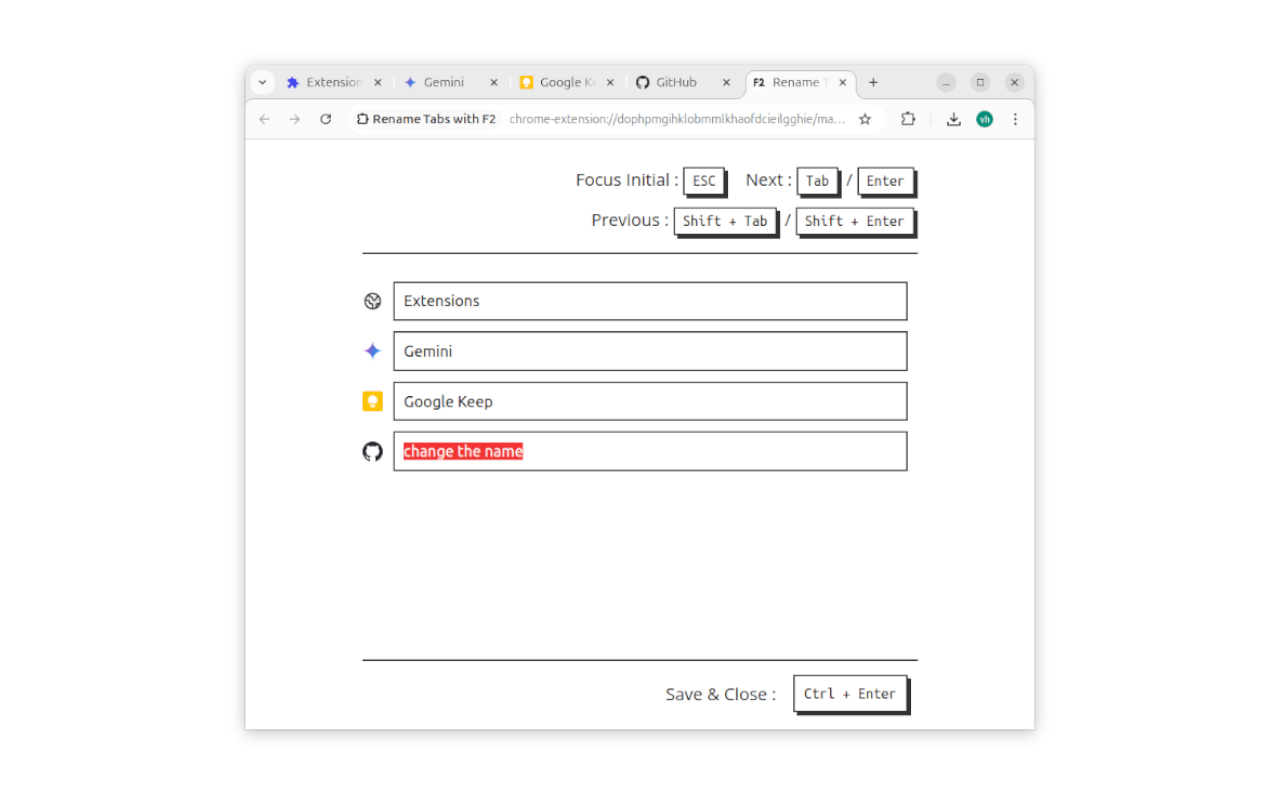 Extension Gemini Google Ke GitHub F2 Rename T
Rename Tabs with F2 chrome-extension://dophpmgihklobmmlkhaofdcieilgghie/ma... vh
Focus Initial : ESC Next : Tab / Enter
Previous : Shift + Tab / Shift + Enter
Extensions
Gemini
Google Keep
change the name
Save & Close : Ctrl + Enter